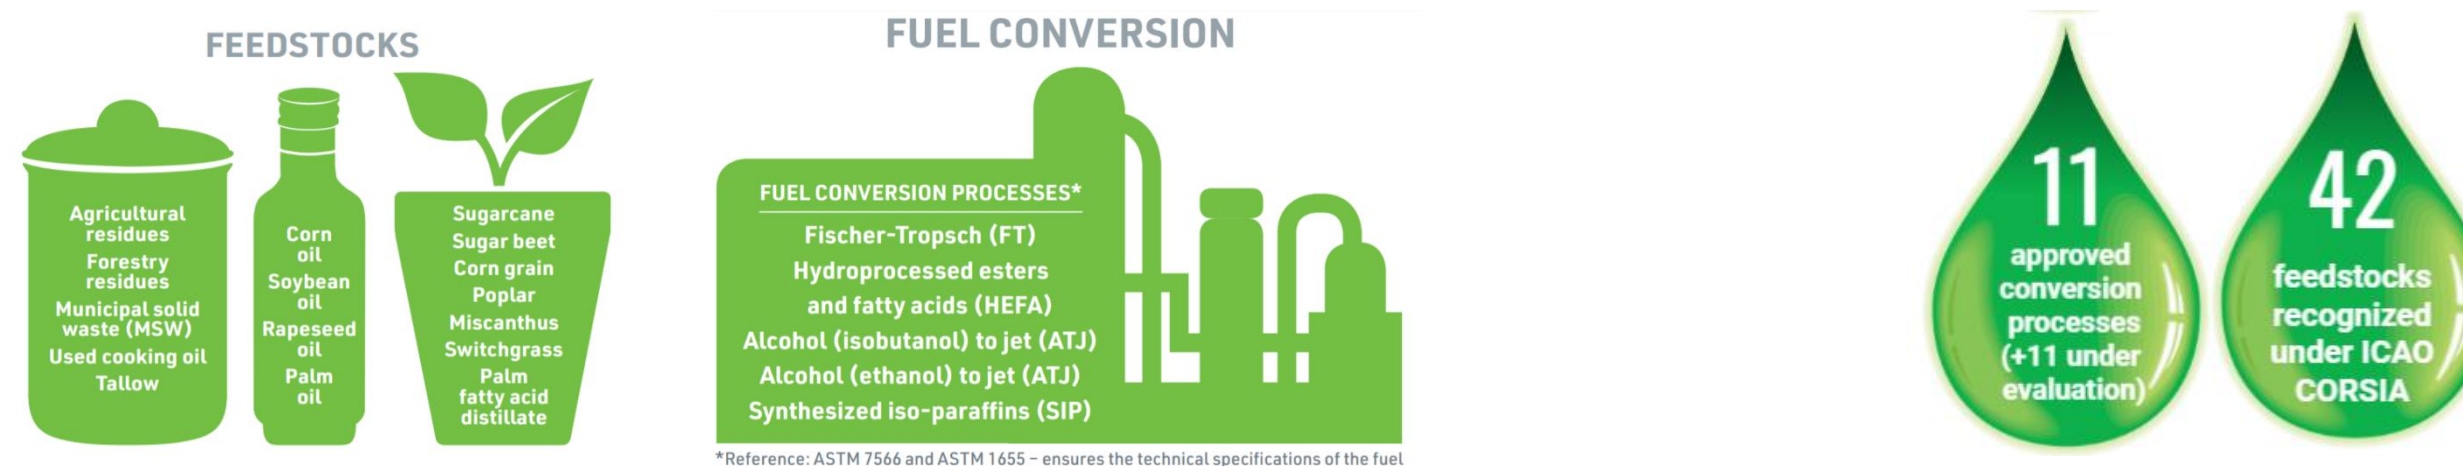 FEEDSTOCKS
Agricultural
residues
Forestry
residues
Municipal solid
waste (MSW)
Used cooking oil
Tallow
Corn
oil
Soybean
oil
Rapeseed
oil
Palm
oil
Sugarcane
Sugar beet
Corn grain
Poplar
Miscanthus
Switchgrass
Palm
fatty acid
distillate
FUEL CONVERSION
FUEL CONVERSION PROCESSES*
Fischer-Tropsch (FT)
Hydroprocessed esters
and fatty acids (HEFA)
Alcohol (isobutanol) to jet (ATJ)
Alcohol (ethanol) to jet (ATJ)
Synthesized iso-paraffins (SIP)
*Reference: ASTM 7566 and ASTM 1655 – ensures the technical specifications of the fuel
11
approved
conversion
processes
(+11 under
evaluation)
42
feedstocks
recognized
under ICAO
CORSIA